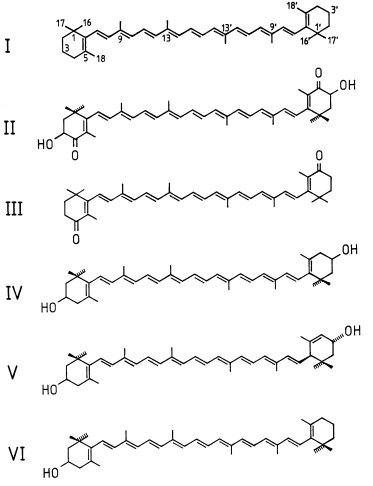 17 16 18' 3'
I 1 3 5 9 18 13 13' 9' 1' 16' 17'
O OH
II
HO O
O
III
O
OH
IV
HO
OH
V
HO
VI
HO